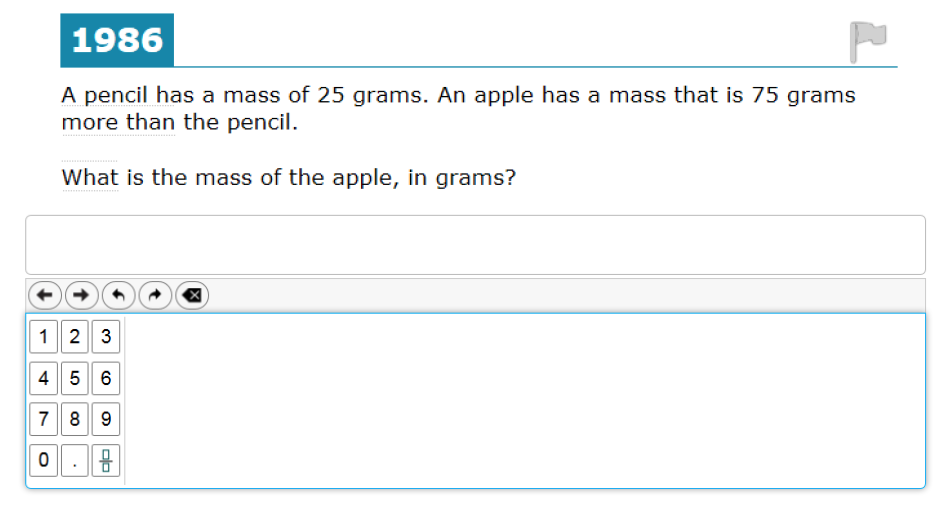 1986
A pencil has a mass of 25 grams. An apple has a mass that is 75 grams
more than the pencil.
What is the mass of the apple, in grams?
1 2 3
4 5 6
7 8 9
0 .